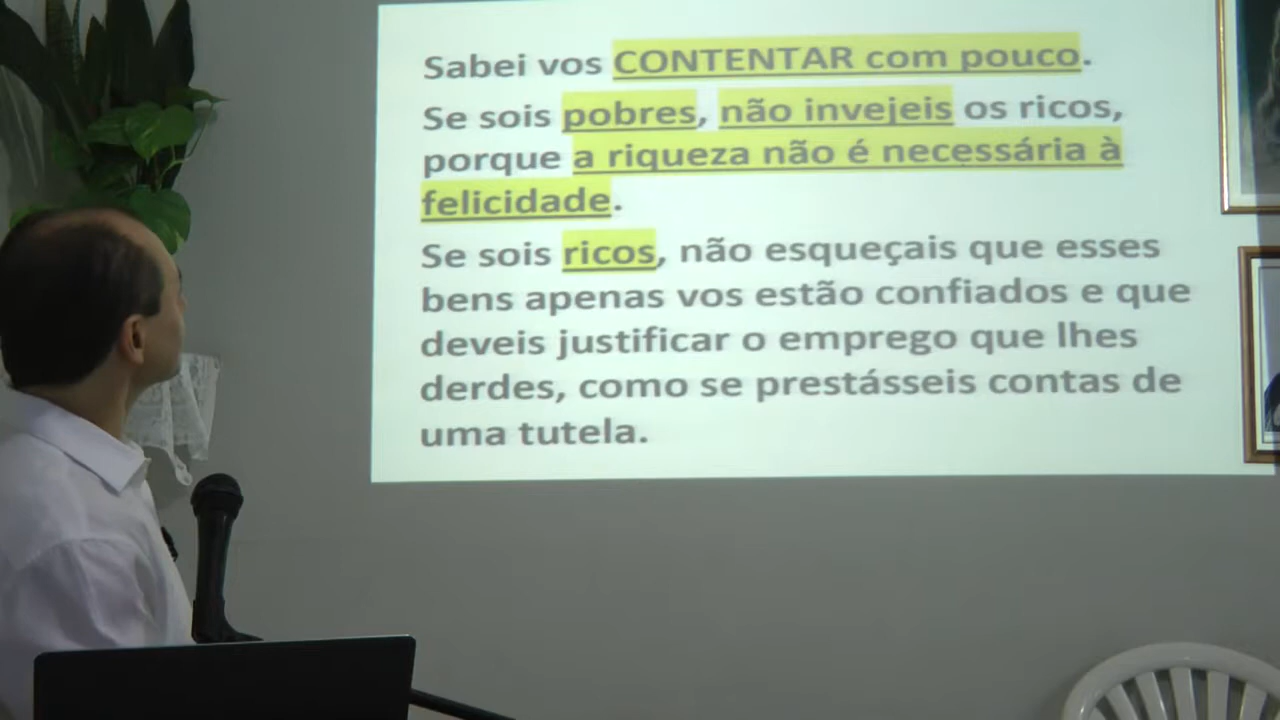 Sabei vos CONTENTAR com pouco.
Se sois pobres, não invejeis os ricos,
porque a riqueza não é necessária à
felicidade.
Se sois ricos, não esqueçais que esses
bens apenas vos estão confiados e que
deveis justificar o emprego que lhes
derdes, como se prestásseis contas de
uma tutela.